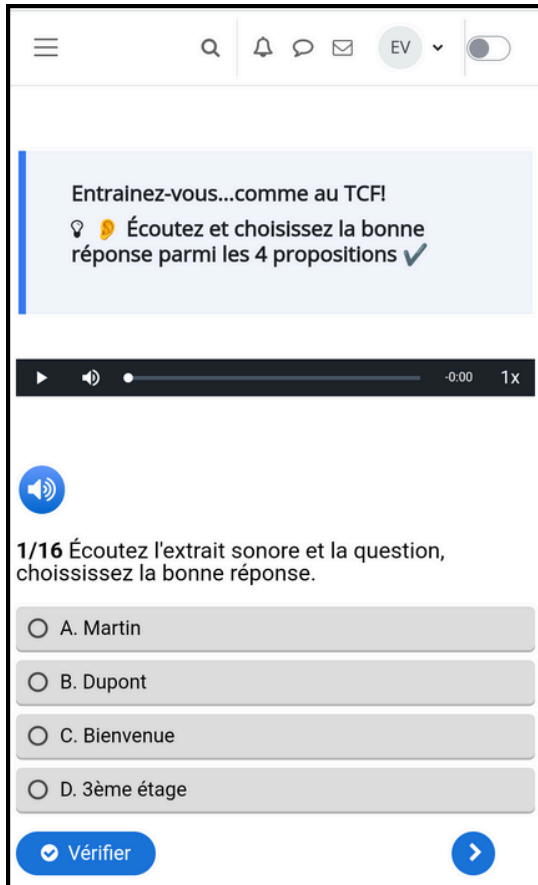 EV
Entrainez-vous...comme au TCF!
Écoutez et choisissez la bonne
réponse parmi les 4 propositions
-0:00 1x
1/16 Écoutez l'extrait sonore et la question,
choississez la bonne réponse.
A. Martin
B. Dupont
C. Bienvenue
D. 3ème étage
Vérifier